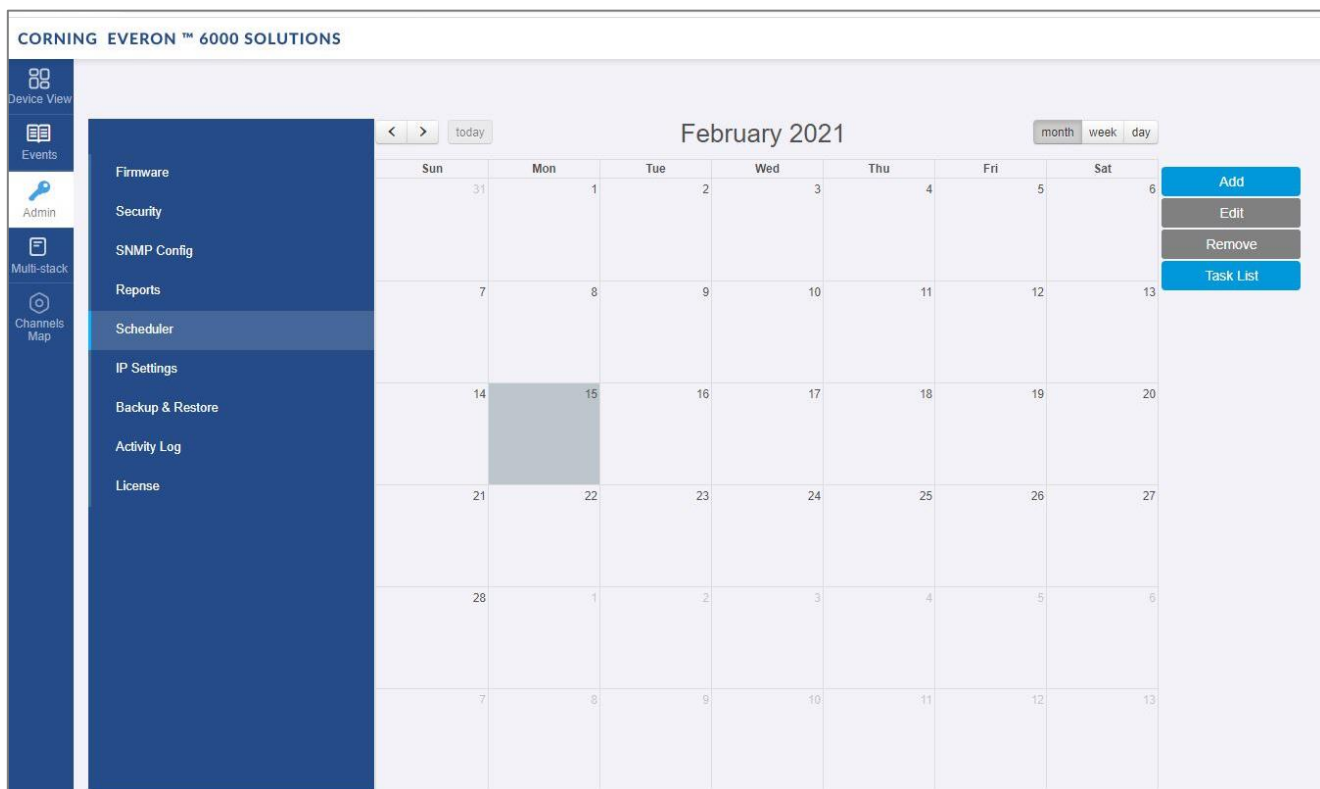 CORNING EVERON ™ 6000 SOLUTIONS
Device View
Events
Admin
Multi-stack
Channels
Map
Firmware
Security
SNMP Config
Reports
Scheduler
IP Settings
Backup & Restore
Activity Log
License
< > today
February 2021
month week day
Sun Mon Tue Wed Thu Fri Sat
31 1 2 3 4 5 6
7 8 9 10 11 12 13
14 15 16 17 18 19 20
21 22 23 24 25 26 27
28 1 2 3 4 5 6
7 8 9 10 11 12 13
Add
Edit
Remove
Task List